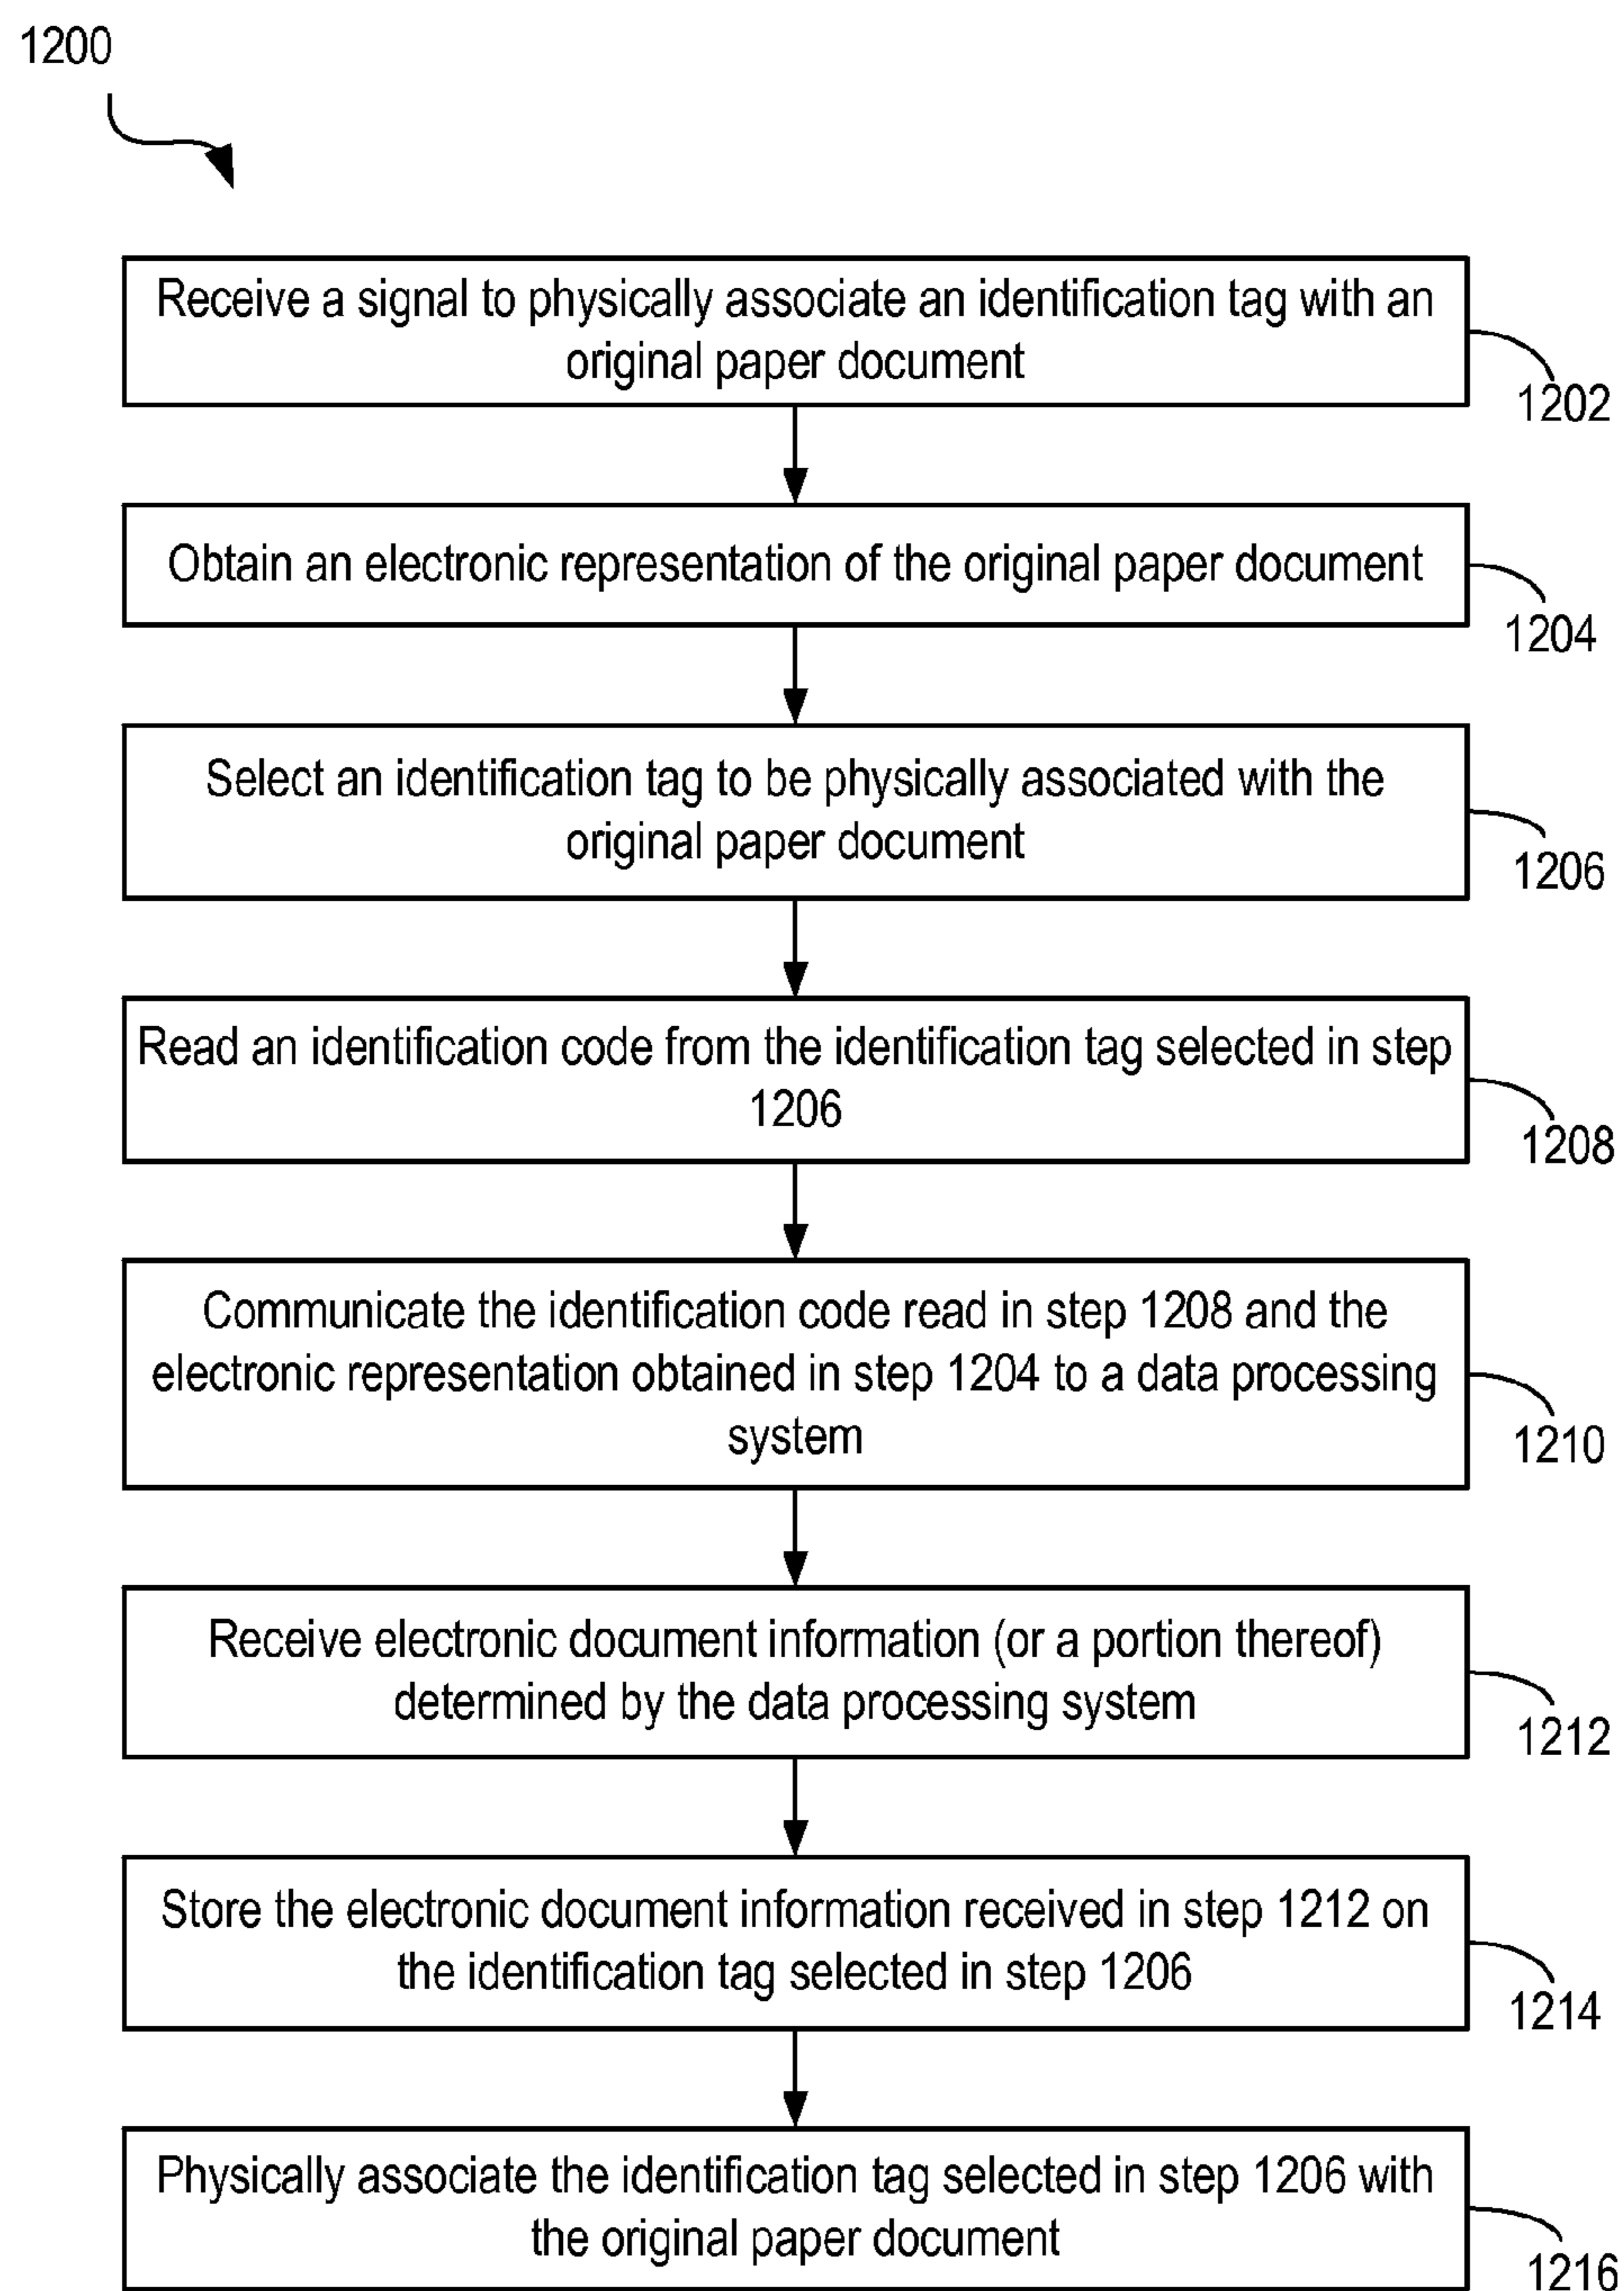 1200
Receive a signal to physically associate an identification tag with an
original paper document
1202
Obtain an electronic representation of the original paper document
1204
Select an identification tag to be physically associated with the
original paper document
1206
Read an identification code from the identification tag selected in step
1206
1208
Communicate the identification code read in step 1208 and the
electronic representation obtained in step 1204 to a data processing
system
1210
Receive electronic document information (or a portion thereof)
determined by the data processing system
1212
Store the electronic document information received in step 1212 on
the identification tag selected in step 1206
1214
Physically associate the identification tag selected in step 1206 with
the original paper document
1216